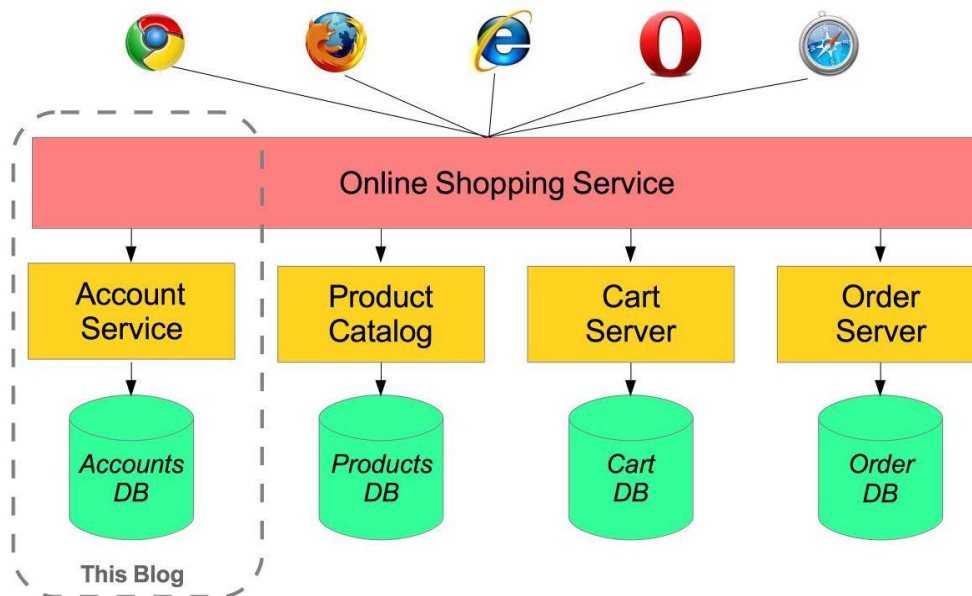 Online Shopping Service
Account
Service
Product
Catalog
Cart
Server
Order
Server
Accounts
DB
Products
DB
Cart
DB
Order
DB
This Blog